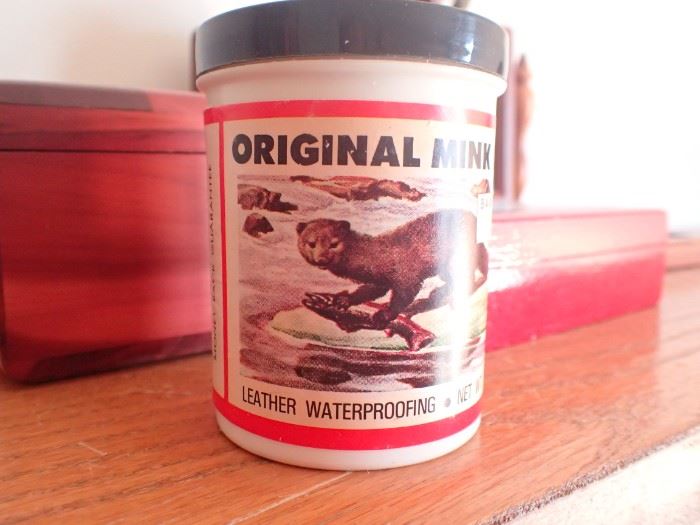 ORIGINAL MINK
LEATHER WATERPROOFING • NET
MONEY BACK GUARANTEE